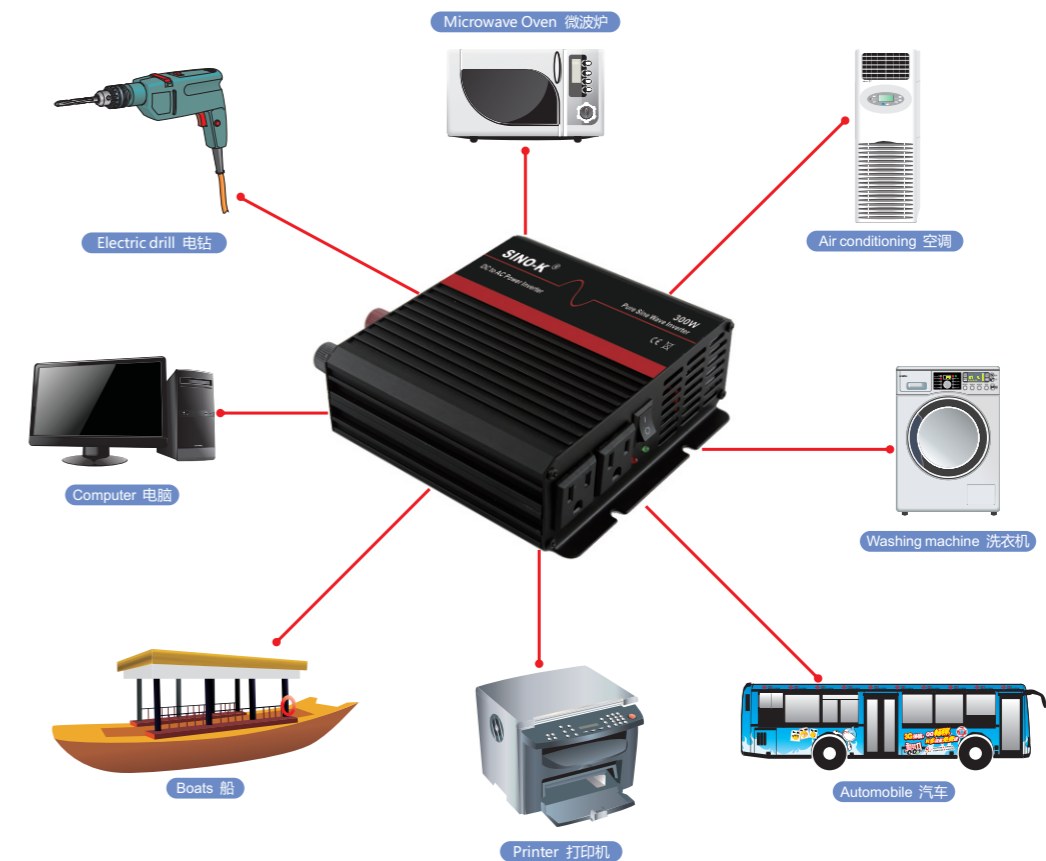 Microwave Oven 微波炉
Electric drill 电钻
Air conditioning 空调
SINO-K ®
DC to AC Power Inverter
300W
Pure Sine Wave Inverter
CE
Computer 电脑
Washing machine 洗衣机
Boats 船
Automobile 汽车
Printer 打印机